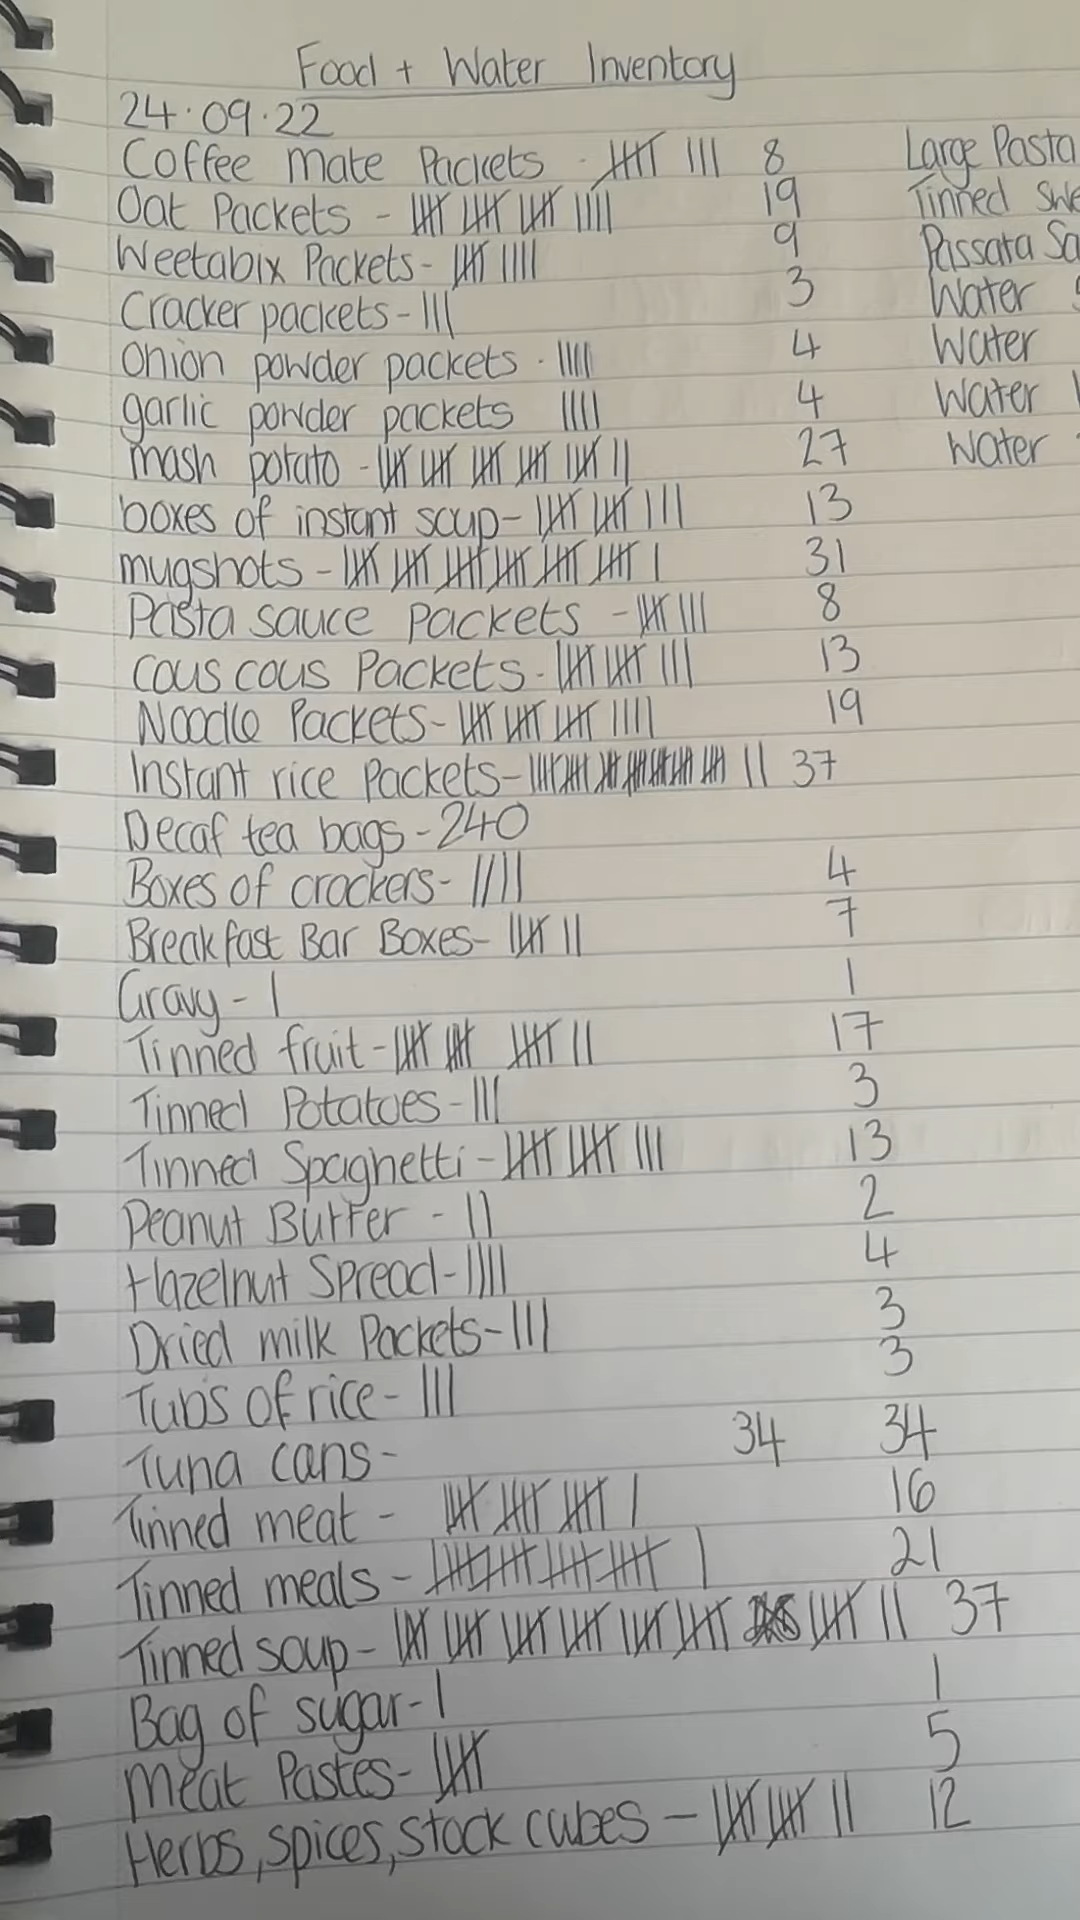 Food + Water Inventory
24.09.22
Coffee mate Packets - 8
Oat Packets - 19
Weetabix Packets - 9
Cracker packets - 3
Onion powder packets - 4
garlic powder packets 4
mash potato - 27
boxes of instant soup - 13
mugshots - 31
Pasta sauce Packets - 8
cous cous Packets - 13
Noodle Packets - 19
Instant rice Packets - 37
Decaf tea bags - 240
Boxes of crackers - 4
Breakfast Bar Boxes - 7
Gravy - 1
Tinned fruit - 17
Tinned Potatoes - 3
Tinned Spaghetti - 13
Peanut Butter - 2
Hazelnut Spread - 4
Dried milk Packets - 3
Tubs of rice - 3
Tuna cans - 34 34
Tinned meat - 16
Tinned meals - 21
Tinned soup - 37
Bag of sugar - 1
Meat Pastes - 5
Herbs, spices, stock cubes - 12
Large Pasta
Tinned
Passata
Water
Water
Water
Water